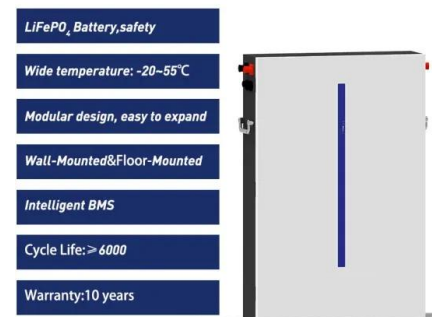 LiFePO₄ Battery,safety
Wide temperature: -20~55℃
Modular design, easy to expand
Wall-Mounted&Floor-Mounted
Intelligent BMS
Cycle Life:≥6000
Warranty:10 years